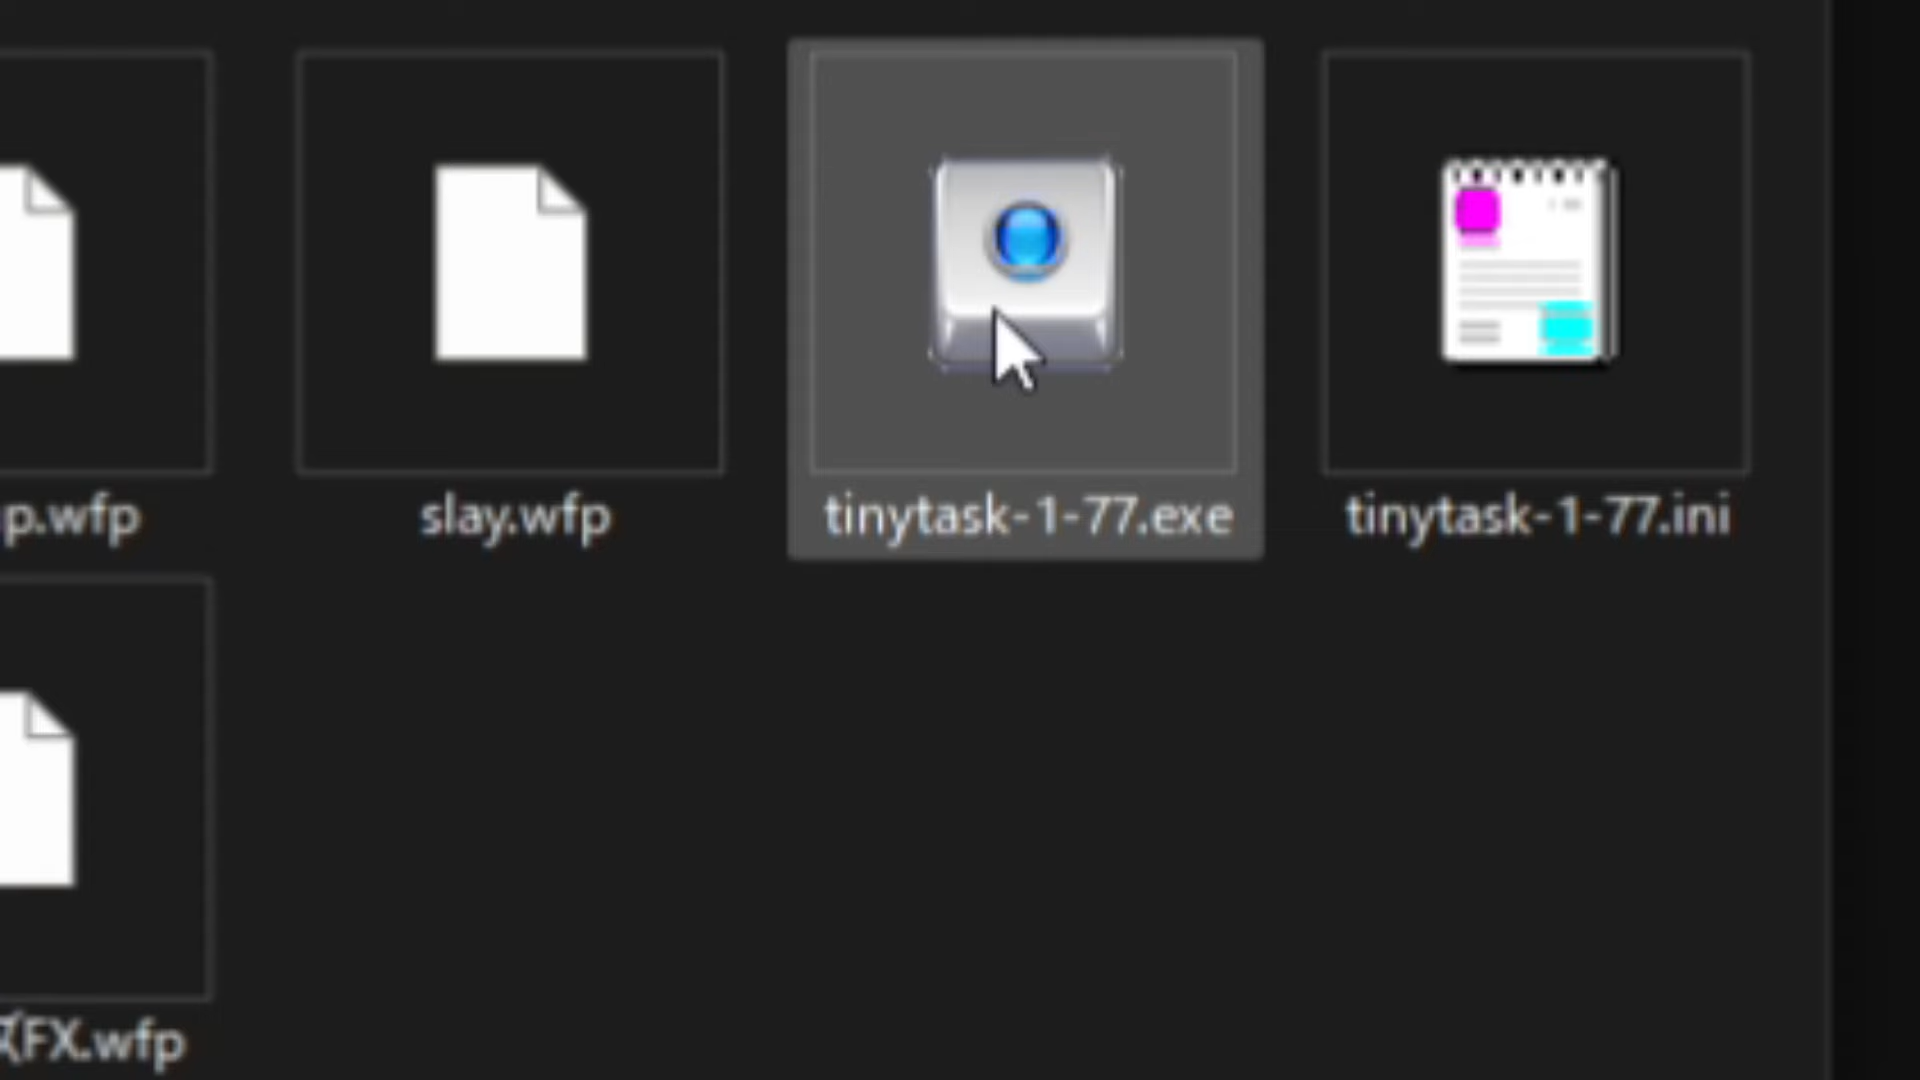 p.wfp
slay.wfp
tinytask-1-77.exe
tinytask-1-77.ini
FX.wfp